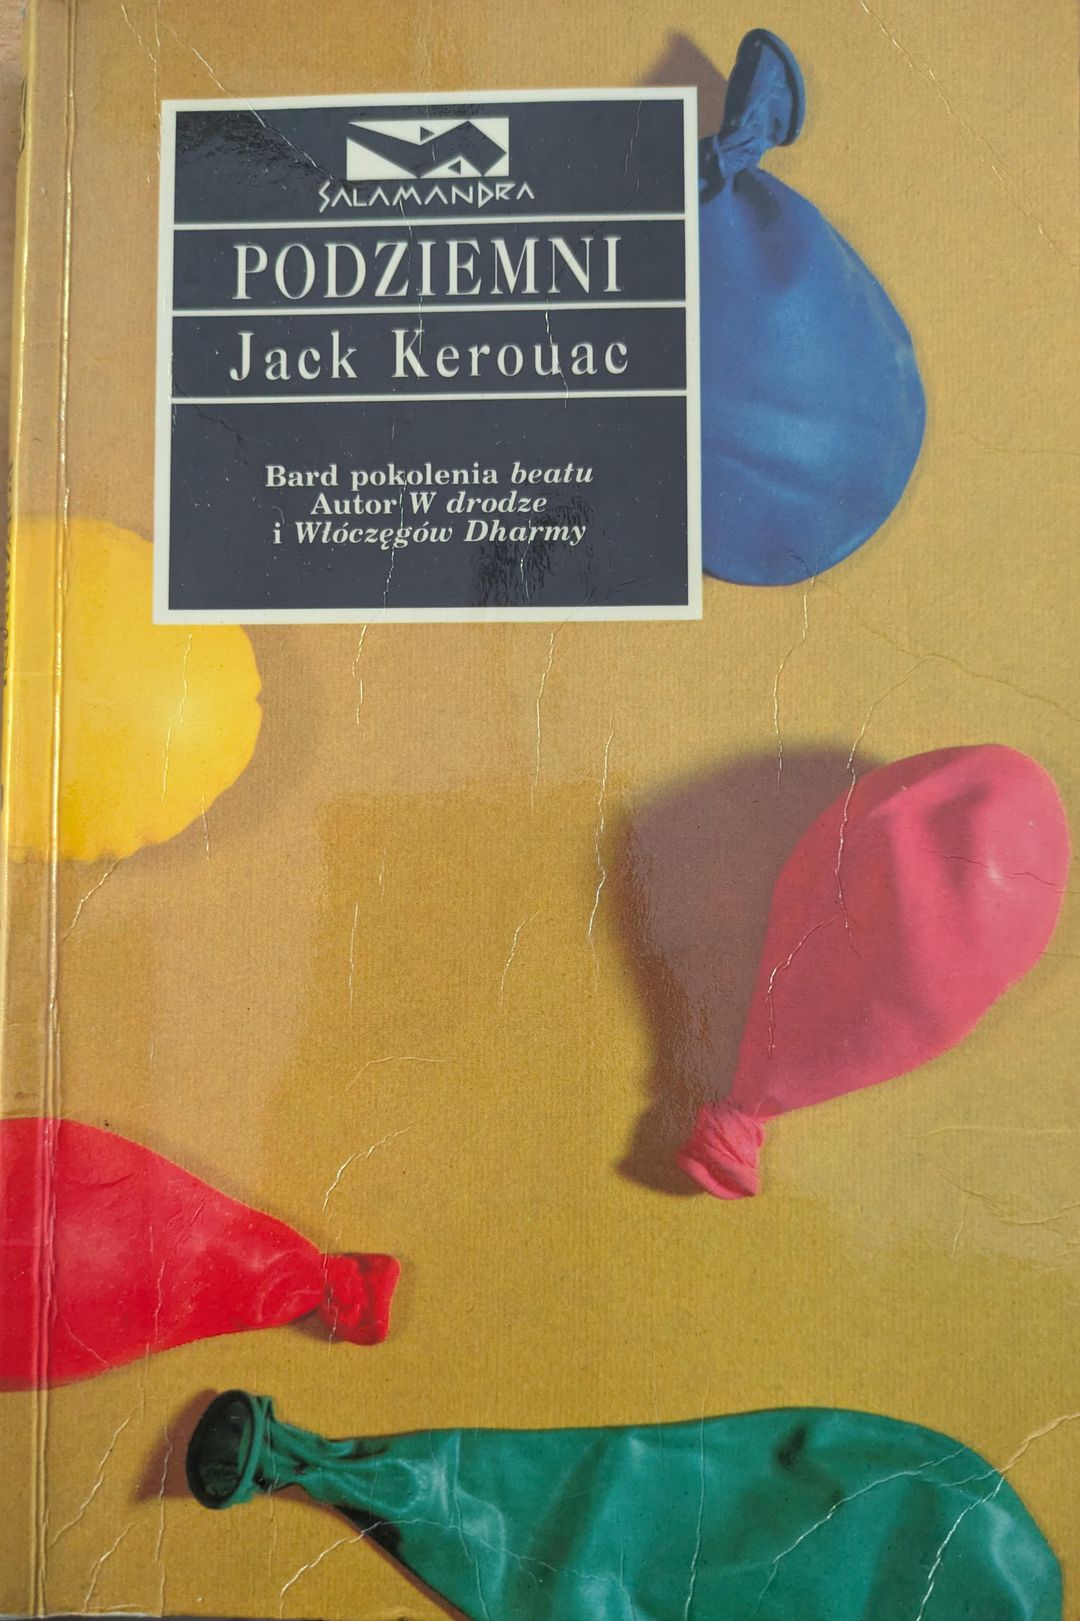 SALAMANDRA
PODZIEMNI
Jack Kerouac
Bard pokolenia beatu
Autor W drodze
i Włóczęgów Dharmy